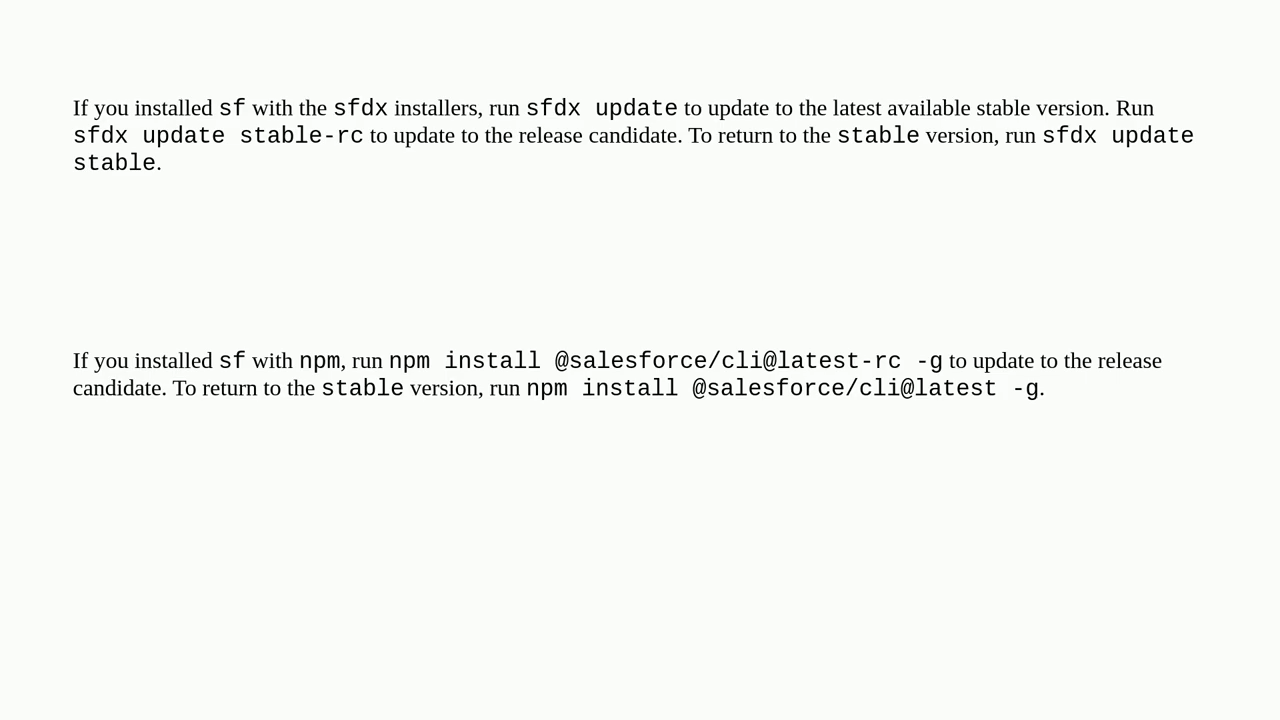 If you installed sf with the sfdx installers, run sfdx update to update to the latest available stable version. Run
sfdx update stable-rc to update to the release candidate. To return to the stable version, run sfdx update
stable.
If you installed sf with npm, run npm install @salesforce/cli@latest-rc -g to update to the release
candidate. To return to the stable version, run npm install @salesforce/cli@latest -g.